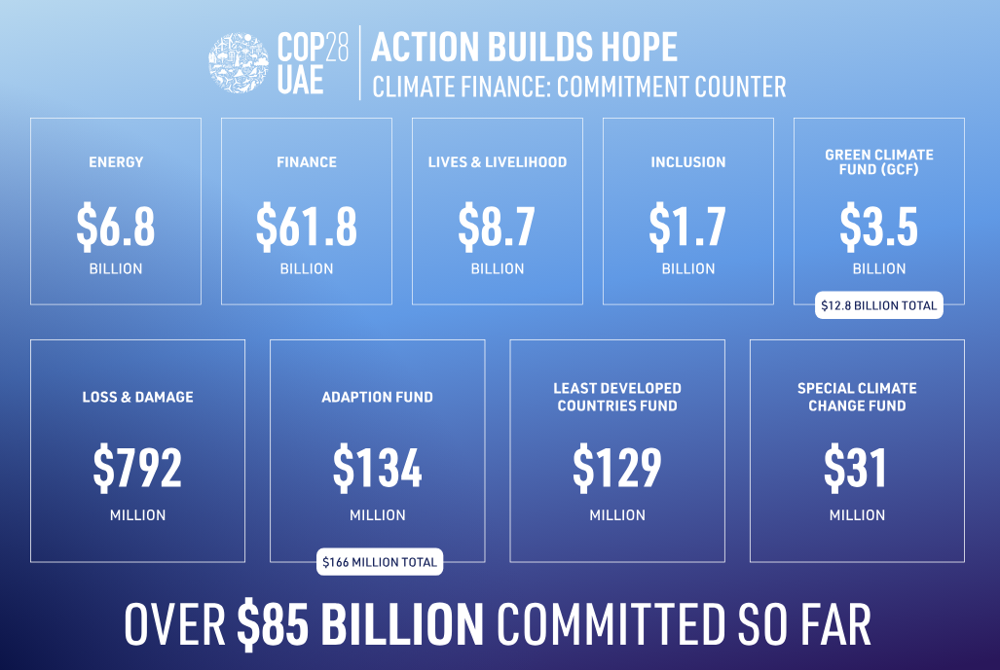 COP28
UAE
ACTION BUILDS HOPE
CLIMATE FINANCE: COMMITMENT COUNTER
ENERGY
$6.8
BILLION
FINANCE
$61.8
BILLION
LIVES & LIVELIHOOD
$8.7
BILLION
INCLUSION
$1.7
BILLION
GREEN CLIMATE
FUND (GCF)
$3.5
BILLION
$12.8 BILLION TOTAL
LOSS & DAMAGE
$792
MILLION
ADAPTION FUND
$134
MILLION
$166 MILLION TOTAL
LEAST DEVELOPED
COUNTRIES FUND
$129
MILLION
SPECIAL CLIMATE
CHANGE FUND
$31
MILLION
OVER $85 BILLION COMMITTED SO FAR